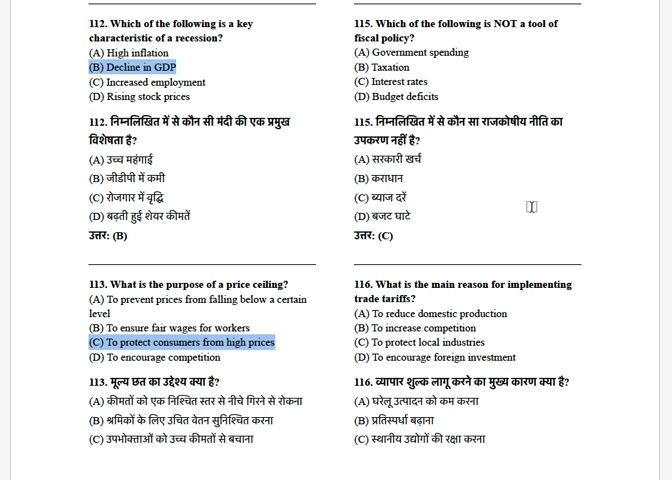 112. Which of the following is a key
characteristic of a recession?
(A) High inflation
(B) Decline in GDP
(C) Increased employment
(D) Rising stock prices
112. निम्नलिखित में से कौन सी मंदी की एक प्रमुख
विशेषता है?
(A) उच्च महंगाई
(B) जीडीपी में कमी
(C) रोजगार में वृद्धि
(D) बढ़ती हुई शेयर कीमतें
उत्तर: (B)
113. What is the purpose of a price ceiling?
(A) To prevent prices from falling below a certain
level
(B) To ensure fair wages for workers
(C) To protect consumers from high prices
(D) To encourage competition
113. मूल्य छत का उद्देश्य क्या है?
(A) कीमतों को एक निश्चित स्तर से नीचे गिरने से रोकना
(B) श्रमिकों के लिए उचित वेतन सुनिश्चित करना
(C) उपभोक्ताओं को उच्च कीमतों से बचाना
115. Which of the following is NOT a tool of
fiscal policy?
(A) Government spending
(B) Taxation
(C) Interest rates
(D) Budget deficits
115. निम्नलिखित में से कौन सा राजकोषीय नीति का
उपकरण नहीं है?
(A) सरकारी खर्च
(B) कराधान
(C) ब्याज दरें
(D) बजट घाटे
उत्तर: (C)
116. What is the main reason for implementing
trade tariffs?
(A) To reduce domestic production
(B) To increase competition
(C) To protect local industries
(D) To encourage foreign investment
116. व्यापार शुल्क लागू करने का मुख्य कारण क्या है?
(A) घरेलू उत्पादन को कम करना
(B) प्रतिस्पर्धा बढ़ाना
(C) स्थानीय उद्योगों की रक्षा करना